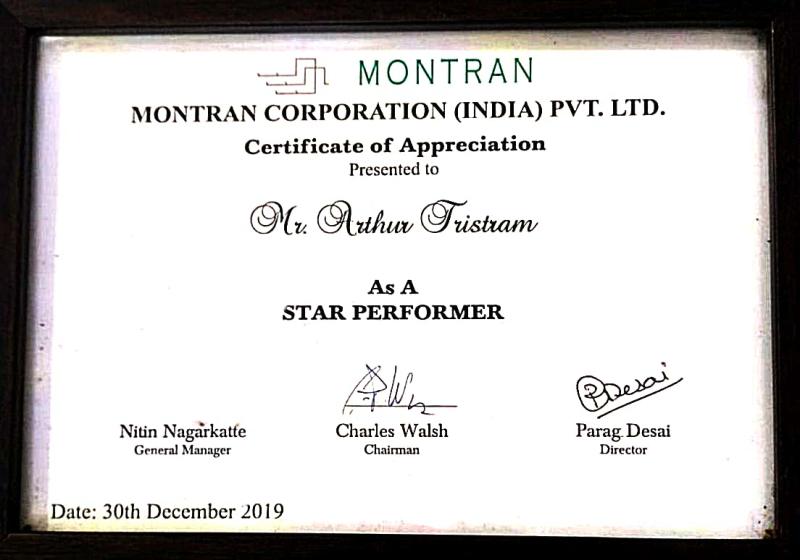 MONTRAN
MONTRAN CORPORATION (INDIA) PVT. LTD.
Certificate of Appreciation
Presented to
Mr. Arthur Tristram
As A
STAR PERFORMER
PDesai
Nitin Nagarkatte
Charles Walsh
Parag Desai
General Manager
Chairman
Director
Date: 30th December 2019